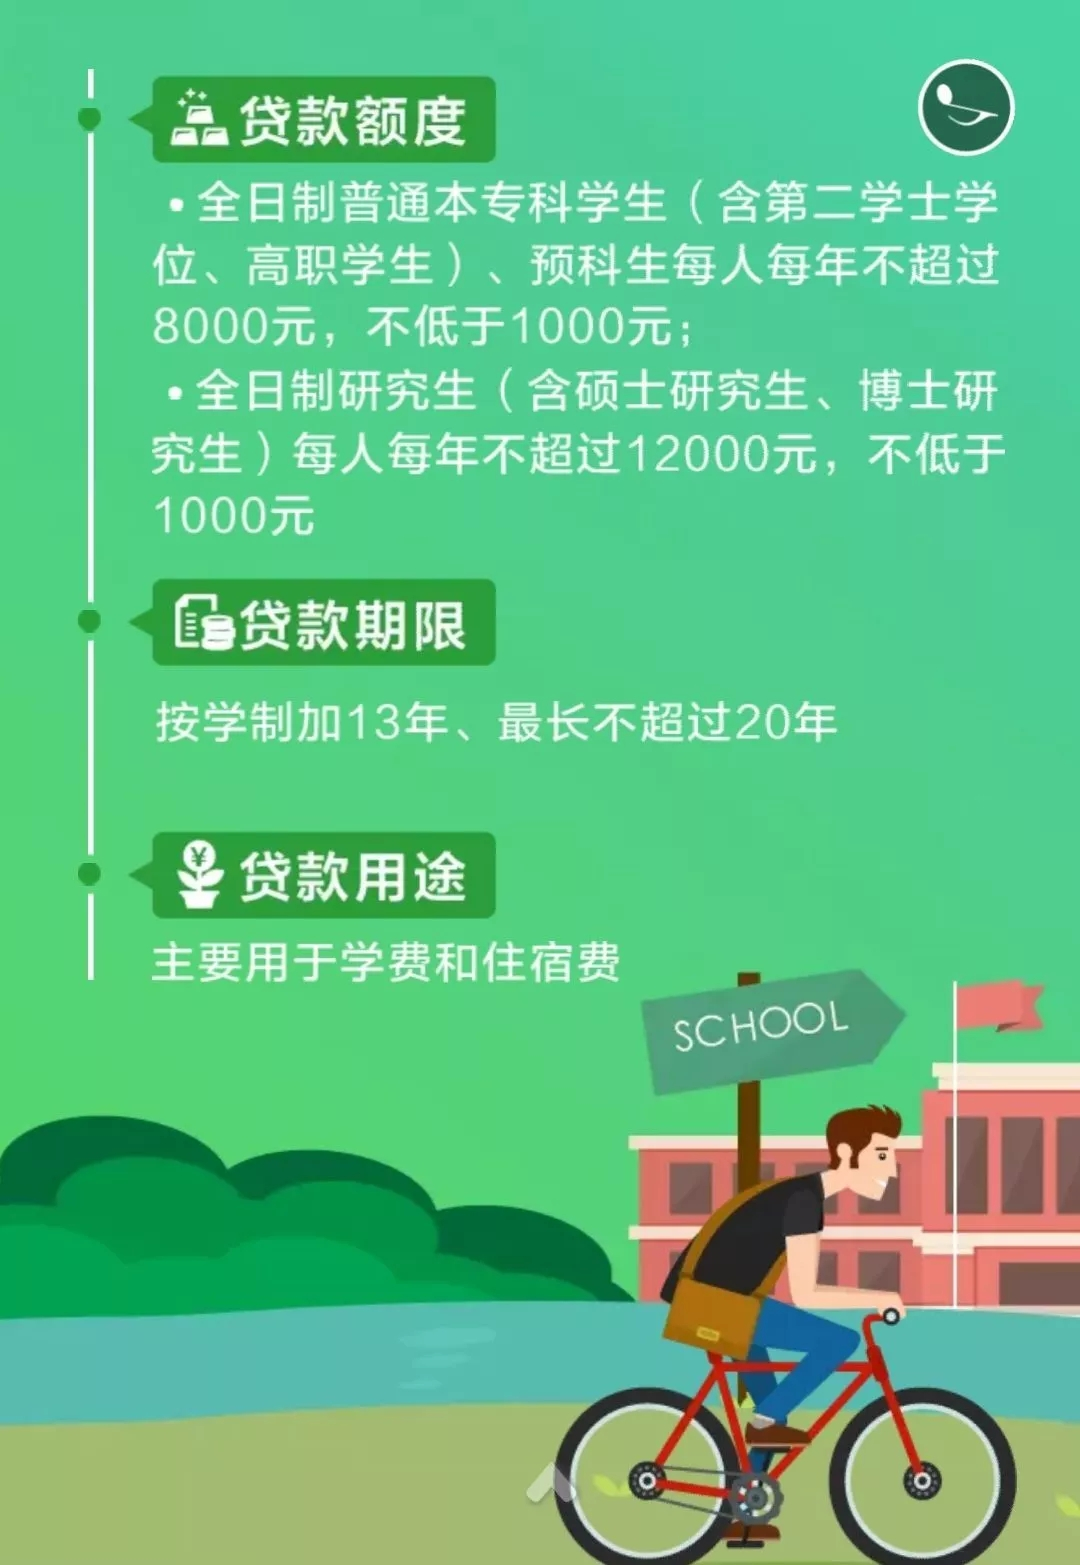 贷款额度
•全日制普通本专科学生（含第二学士学
位、高职学生）、预科生每人每年不超过
8000元，不低于1000元；
•全日制研究生（含硕士研究生、博士研
究生）每人每年不超过12000元，不低于
1000元
贷款期限
按学制加13年、最长不超过20年
¥
贷款用途
主要用于学费和住宿费
SCHOOL